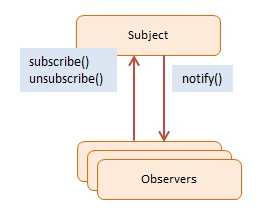 Subject
subscribe()
unsubscribe()
notify()
Observers